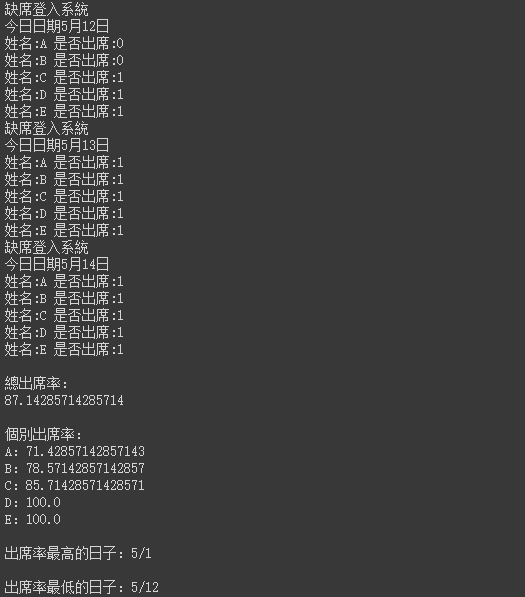 缺席登入系統
今日日期5月12日
姓名:A 是否出席:0
姓名:B 是否出席:0
姓名:C 是否出席:1
姓名:D 是否出席:1
姓名:E 是否出席:1
缺席登入系統
今日日期5月13日
姓名:A 是否出席:1
姓名:B 是否出席:1
姓名:C 是否出席:1
姓名:D 是否出席:1
姓名:E 是否出席:1
缺席登入系統
今日日期5月14日
姓名:A 是否出席:1
姓名:B 是否出席:1
姓名:C 是否出席:1
姓名:D 是否出席:1
姓名:E 是否出席:1
總出席率:
87.14285714285714
個別出席率:
A: 71.42857142857143
B: 78.57142857142857
C: 85.71428571428571
D: 100.0
E: 100.0
出席率最高的日子: 5/1
出席率最低的日子: 5/12